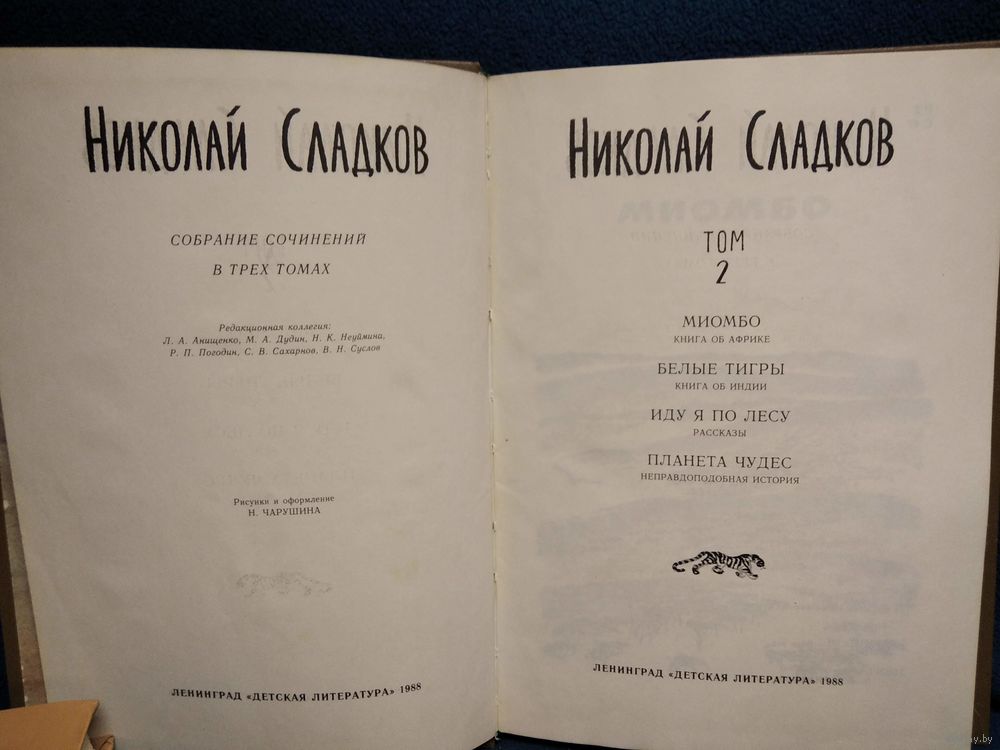 НИКОЛАЙ СЛАДКОВ
СОБРАНИЕ СОЧИНЕНИЙ
В ТРЕХ ТОМАХ
Редакционная коллегия:
Л. А. Анищенко, М. А. Дудин, Н. К. Неуймина,
Р. П. Погодин, С. В. Сахарнов, В. Н. Суслов
Рисунки и оформление
Н. ЧАРУШИНА
ЛЕНИНГРАД «ДЕТСКАЯ ЛИТЕРАТУРА» 1988
НИКОЛАЙ СЛАДКОВ
ТОМ
2
МИОМБО
КНИГА ОБ АФРИКЕ
БЕЛЫЕ ТИГРЫ
КНИГА ОБ ИНДИИ
ИДУ Я ПО ЛЕСУ
РАССКАЗЫ
ПЛАНЕТА ЧУДЕС
НЕПРАВДОПОДОБНАЯ ИСТОРИЯ
ЛЕНИНГРАД «ДЕТСКАЯ ЛИТЕРАТУРА» 1988